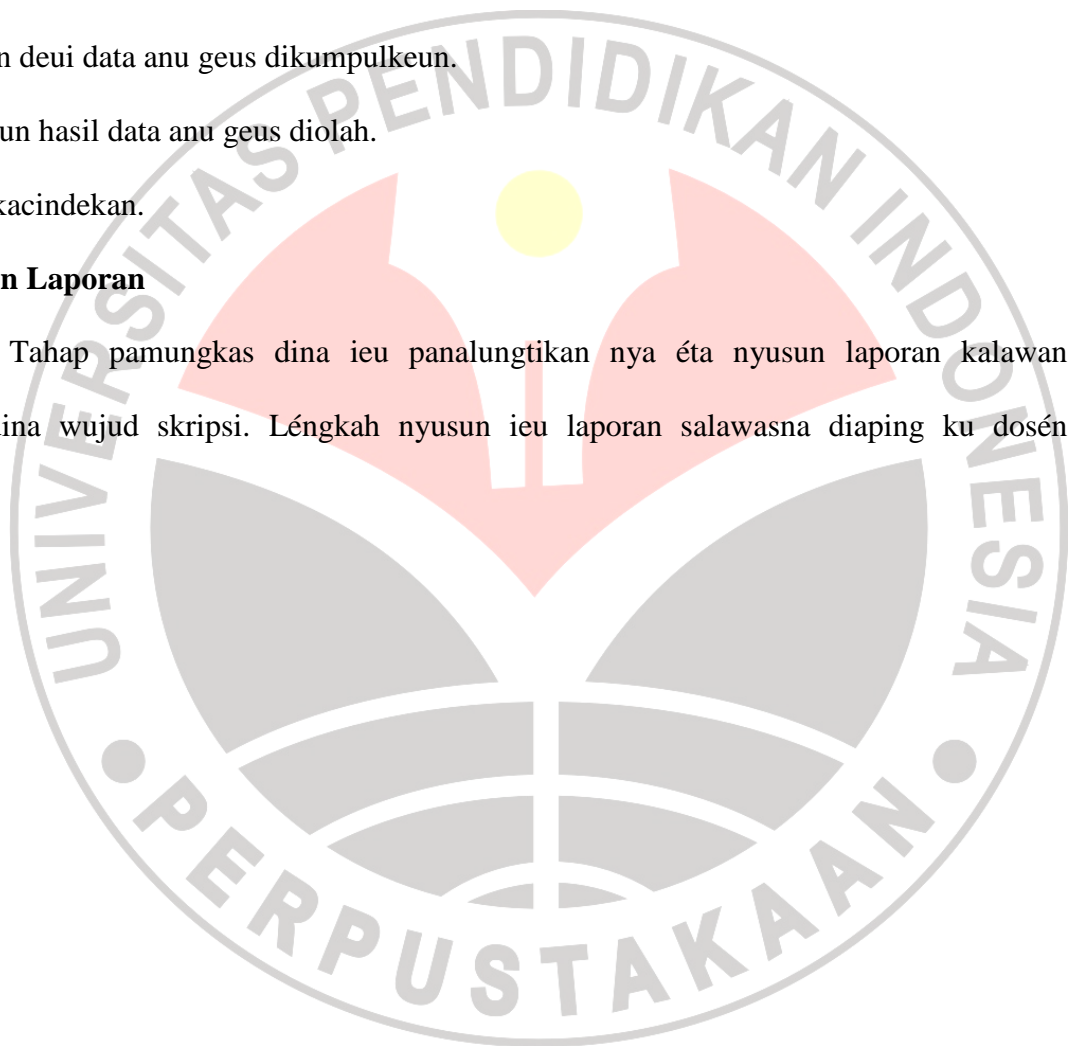 n deui data anu geus dikumpulkeun.
un hasil data anu geus diolah.
kacindekan.
n Laporan
Tahap pamungkas dina ieu panalungtikan nya éta nyusun laporan kalawan
lina wujud skripsi. Léngkah nyusun ieu laporan salawasna diaping ku dosén
UNIVERSITAS PENDIDIKAN INDONESIA
PERPUSTAKAAN